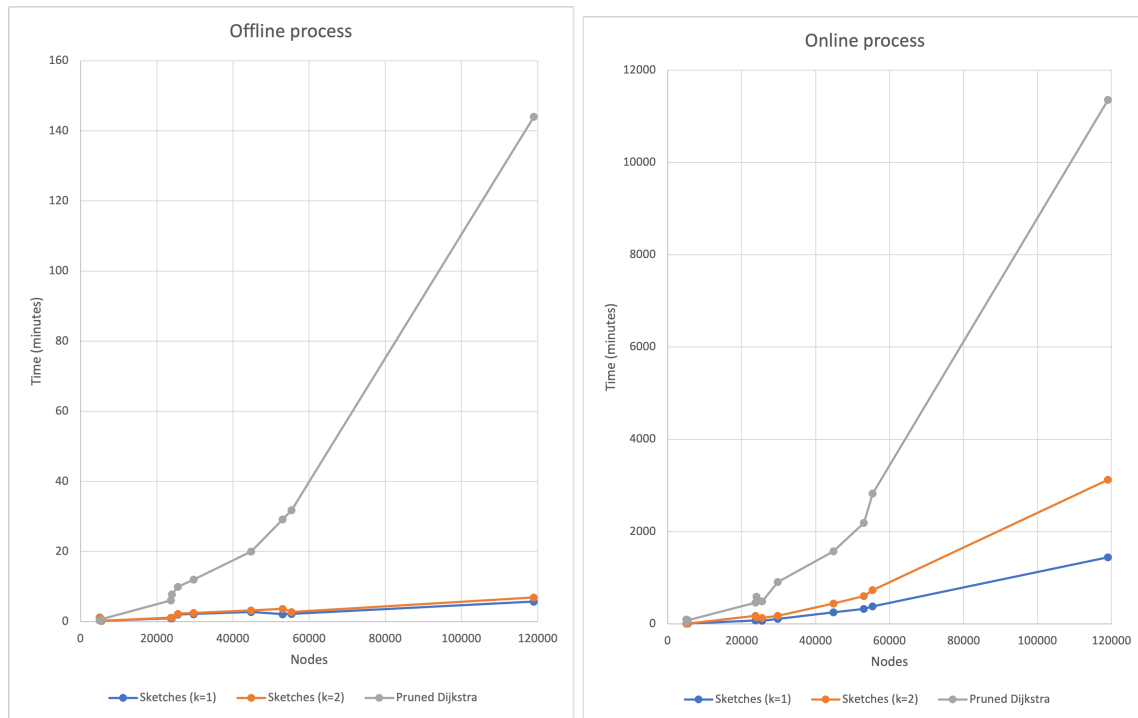 Offline process
160
140
120
100
80
60
40
20
0
Time (minutes)
0 20000 40000 60000 80000 100000 120000
Nodes
Sketches (k=1) Sketches (k=2) Pruned Dijkstra
Online process
12000
10000
8000
6000
4000
2000
0
Time (minutes)
0 20000 40000 60000 80000 100000 120000
Nodes
Sketches (k=1) Sketches (k=2) Pruned Dijkstra